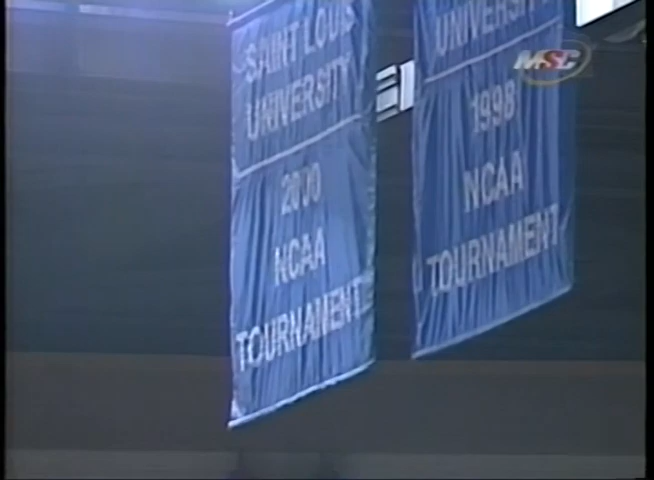 SAINT LOUIS
UNIVERSITY
2000
NCAA
TOURNAMENT
UNIVERSITY
1998
NCAA
TOURNAMENT
MSC